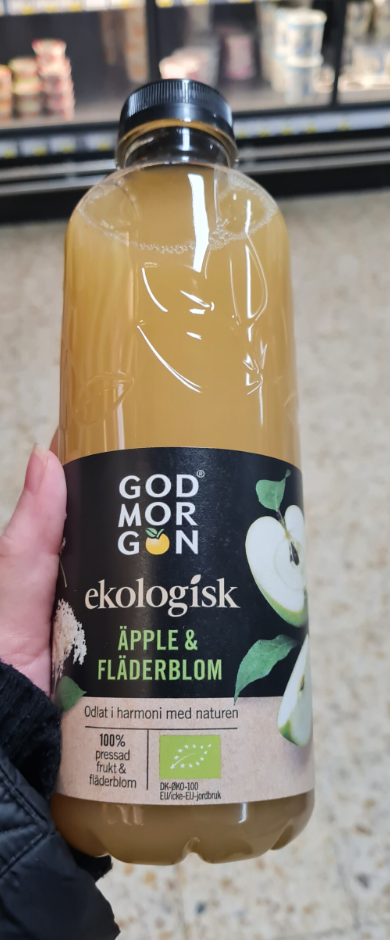 GOD®
MOR
GON
ekologisk
ÄPPLE &
FLÄDERBLOM
Odlat i harmoni med naturen
100%
pressad
frukt &
fläderblom
DK-ØKO-100
EU/icke-EU-jordbruk